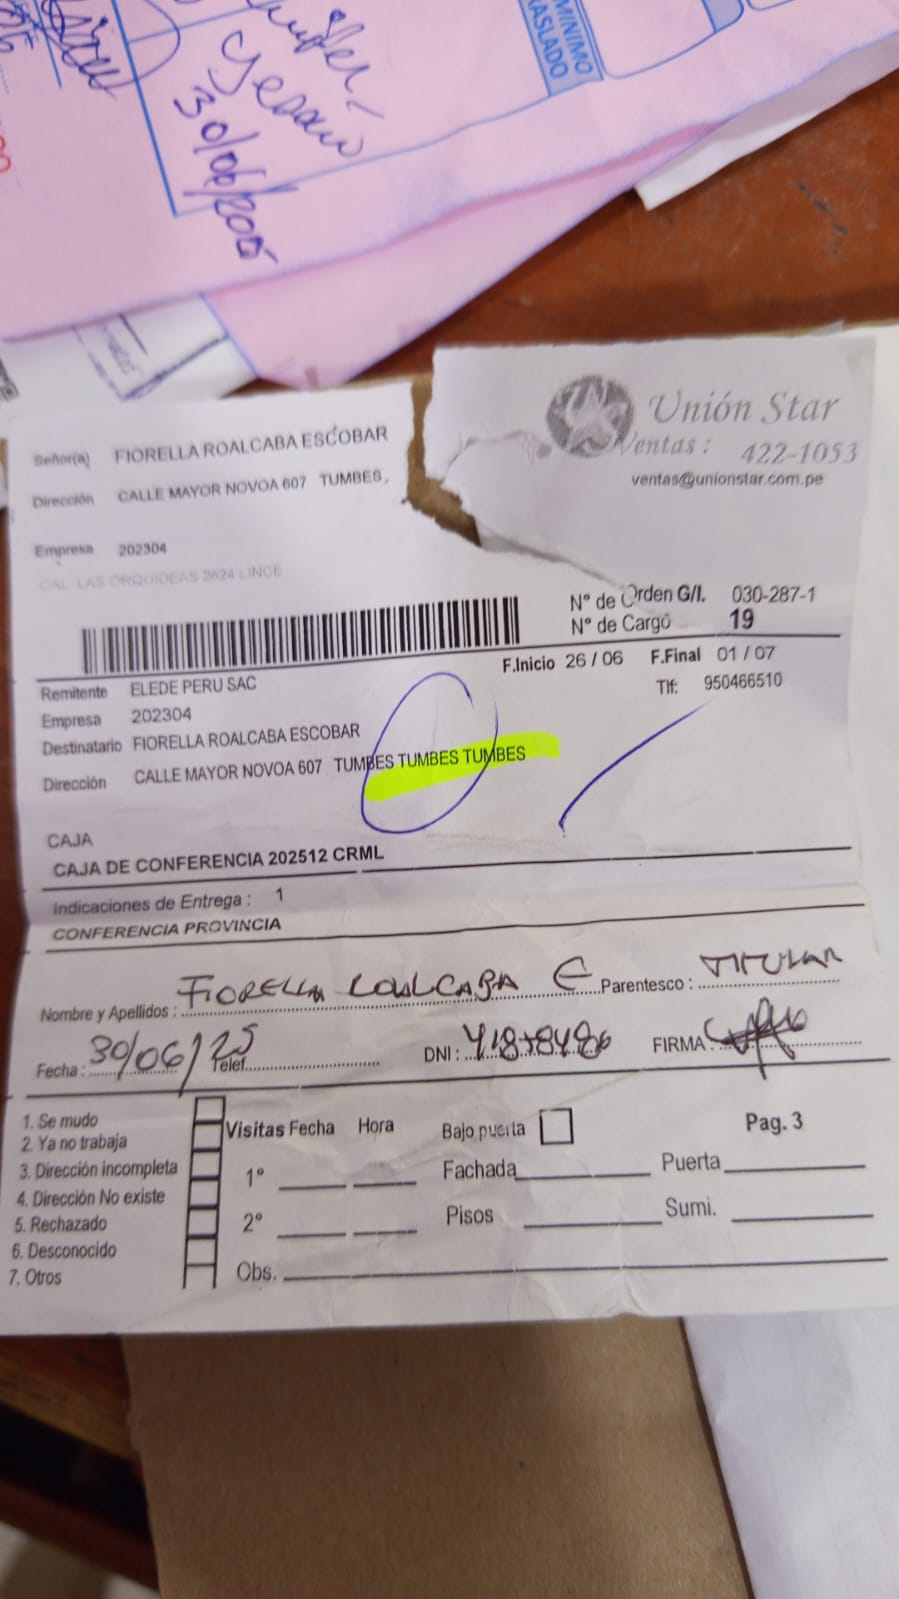 MINIMO
TRASLADO
30/06/2025
Señor(a) FIORELLA ROALCABA ESCOBAR
Dirección CALLE MAYOR NOVOA 607 TUMBES,
Empresa 202304
CAL LAS ORQUIDEAS 2624 LINCE
Unión Star
Ventas : 422-1053
ventas@unionstar.com.pe
N° de Orden G/I. 030-287-1
N° de Cargo 19
F.Inicio 26 / 06 F.Final 01 / 07
Tlf: 950466510
Remitente ELEDE PERU SAC
Empresa 202304
Destinatario FIORELLA ROALCABA ESCOBAR
Dirección CALLE MAYOR NOVOA 607 TUMBES TUMBES TUMBES
CAJA
CAJA DE CONFERENCIA 202512 CRML
Indicaciones de Entrega : 1
CONFERENCIA PROVINCIA
Nombre y Apellidos : FIORELLA ROALCABA E Parentesco : TITULAR
Fecha : 30/06/25 Telef. DNI : 41858486 FIRMA :
1. Se mudo
2. Ya no trabaja
3. Dirección incompleta
4. Dirección No existe
5. Rechazado
6. Desconocido
7. Otros
Visitas Fecha Hora Bajo puerta Pag. 3
1° Fachada Puerta
2° Pisos Sumi.
Obs.